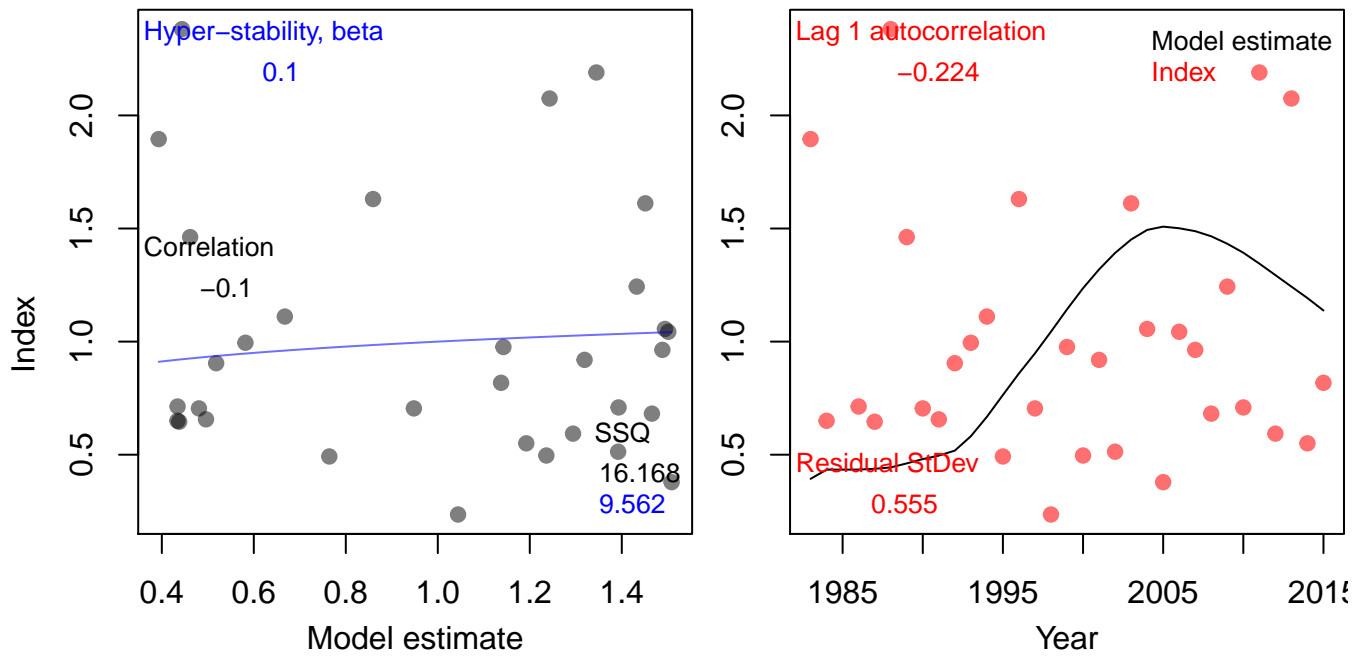 Hyper−stability, beta
0.1
Correlation
−0.1
SSQ
16.168
9.562
Index
2.0
1.5
1.0
0.5
0.4 0.6 0.8 1.0 1.2 1.4
Model estimate
Lag 1 autocorrelation
−0.224
Model estimate
Index
Residual StDev
0.555
2.0
1.5
1.0
0.5
1985 1995 2005 2015
Year